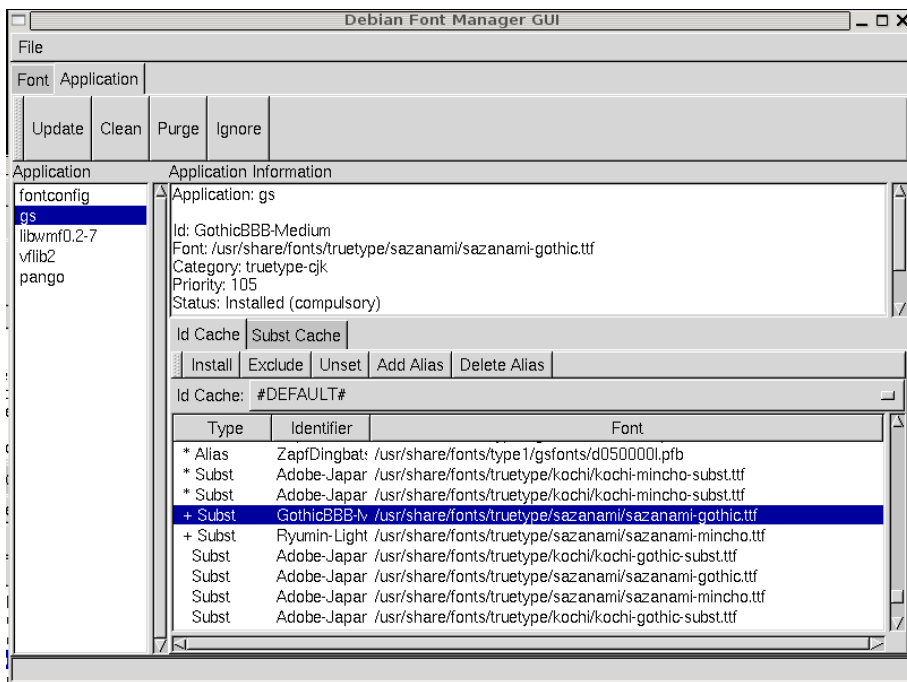 Debian Font Manager GUI
File
Font Application
Update Clean Purge Ignore
Application
fontconfig
gs
libwmf0.2-7
vflib2
pango
Application Information
Application: gs
Id: GothicBBB-Medium
Font: /usr/share/fonts/truetype/sazanami/sazanami-gothic.ttf
Category: truetype-cjk
Priority: 105
Status: Installed (compulsory)
Id Cache Subst Cache
Install Exclude Unset Add Alias Delete Alias
Id Cache: #DEFAULT#
Type Identifier Font
* Alias ZapfDingbats /usr/share/fonts/type1/gsfonts/d050000l.pfb
* Subst Adobe-Japan /usr/share/fonts/truetype/kochi/kochi-mincho-subst.ttf
* Subst Adobe-Japan /usr/share/fonts/truetype/kochi/kochi-mincho-subst.ttf
+ Subst GothicBBB-M /usr/share/fonts/truetype/sazanami/sazanami-gothic.ttf
+ Subst Ryumin-Light /usr/share/fonts/truetype/sazanami/sazanami-mincho.ttf
Subst Adobe-Japan /usr/share/fonts/truetype/kochi/kochi-gothic-subst.ttf
Subst Adobe-Japan /usr/share/fonts/truetype/sazanami/sazanami-gothic.ttf
Subst Adobe-Japan /usr/share/fonts/truetype/sazanami/sazanami-mincho.ttf
Subst Adobe-Japan /usr/share/fonts/truetype/kochi/kochi-gothic-subst.ttf